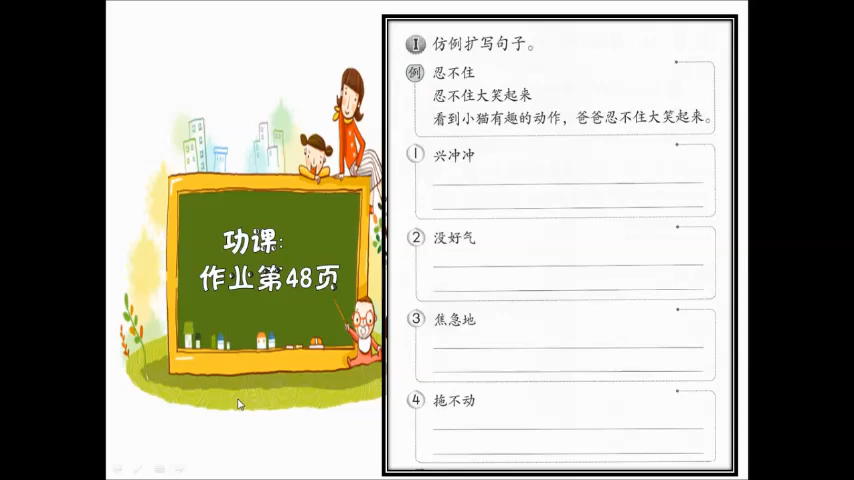 功课:
作业第48页
I 仿例扩写句子。
例 忍不住
忍不住大笑起来
看到小猫有趣的动作，爸爸忍不住大笑起来。
1 兴冲冲
2 没好气
3 焦急地
4 拖不动